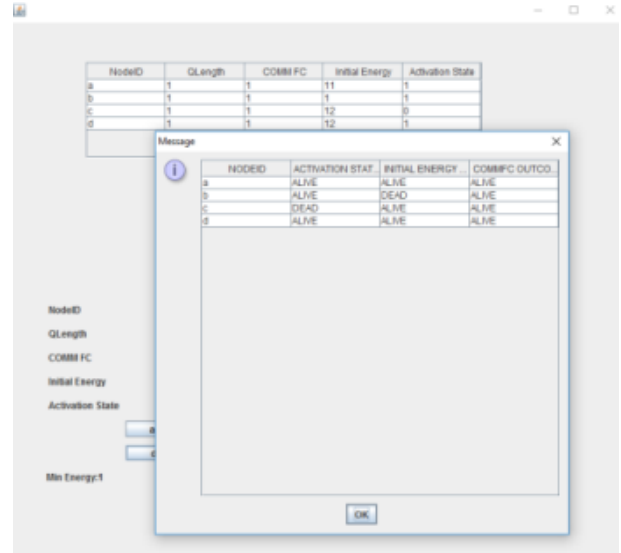 NodeID QLength COMM FC Initial Energy Activation State
a 1 1 11 1
b 1 1 1 1
c 1 1 12 0
d 1 1 12 1
Message
NODEID ACTIVATION STAT... INITIAL ENERGY ... COMMFC OUTCO...
a ALIVE ALIVE ALIVE
b ALIVE DEAD ALIVE
c DEAD ALIVE ALIVE
d ALIVE ALIVE ALIVE
NodeID
QLength
COMM FC
Initial Energy
Activation State
a
d
Min Energy:1
OK